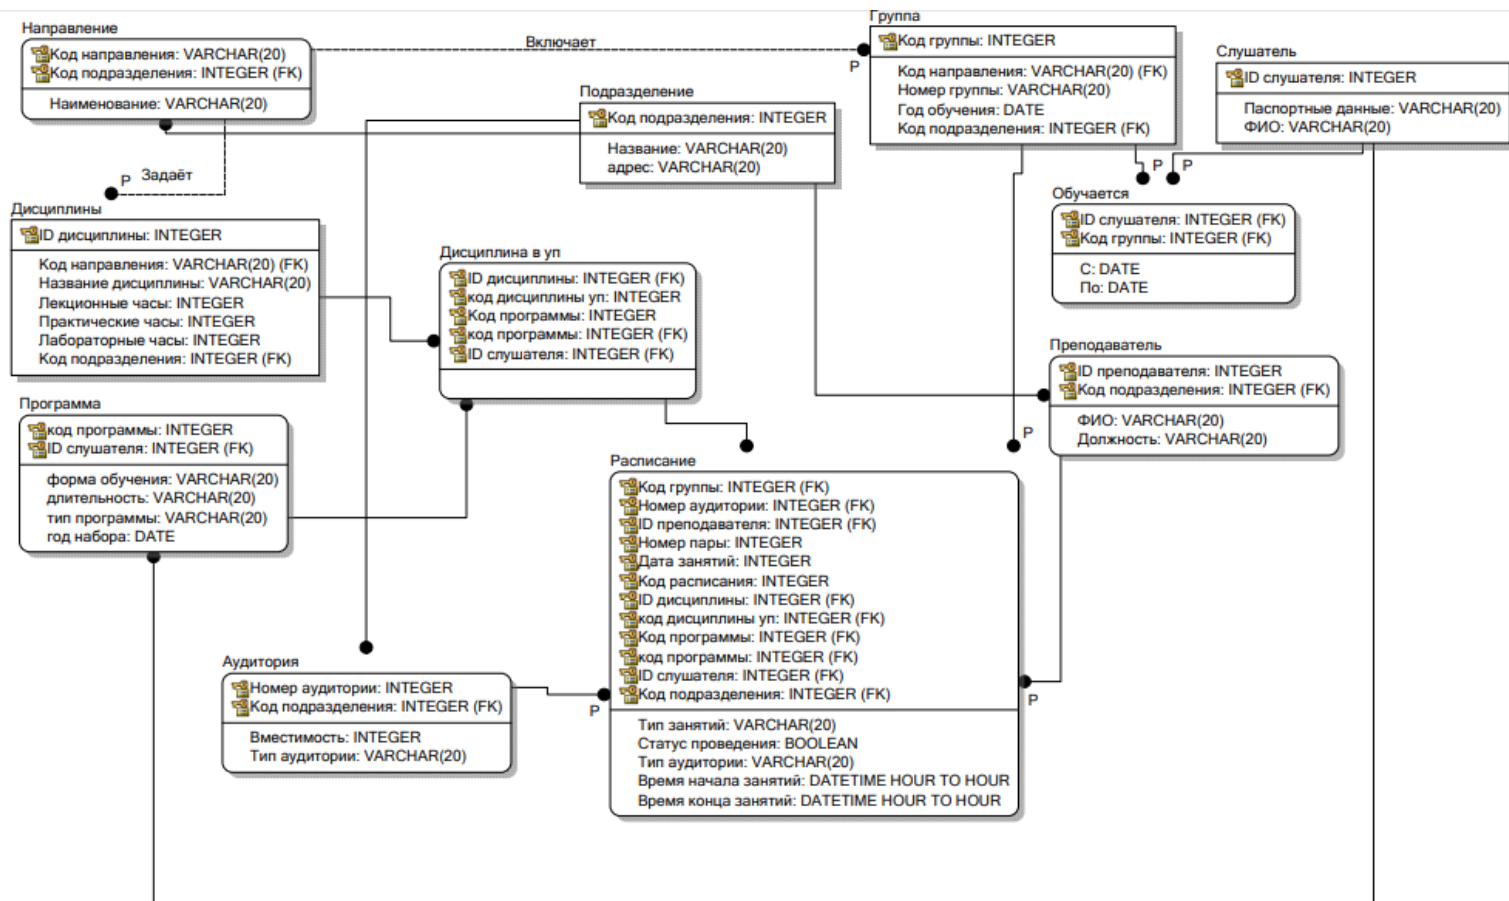 Направление
Код направления: VARCHAR(20)
Код подразделения: INTEGER (FK)
Наименование: VARCHAR(20)
Включает
P
Группа
Код группы: INTEGER
Код направления: VARCHAR(20) (FK)
Номер группы: VARCHAR(20)
Год обучения: DATE
Код подразделения: INTEGER (FK)
Слушатель
ID слушателя: INTEGER
Паспортные данные: VARCHAR(20)
ФИО: VARCHAR(20)
Подразделение
Код подразделения: INTEGER
Название: VARCHAR(20)
адрес: VARCHAR(20)
P
Задаёт
P
P
Обучается
ID слушателя: INTEGER (FK)
Код группы: INTEGER (FK)
С: DATE
По: DATE
Дисциплины
ID дисциплины: INTEGER
Код направления: VARCHAR(20) (FK)
Название дисциплины: VARCHAR(20)
Лекционные часы: INTEGER
Практические часы: INTEGER
Лабораторные часы: INTEGER
Код подразделения: INTEGER (FK)
Дисциплина в уп
ID дисциплины: INTEGER (FK)
код дисциплины уп: INTEGER
Код программы: INTEGER
код программы: INTEGER (FK)
ID слушателя: INTEGER (FK)
Преподаватель
ID преподавателя: INTEGER
Код подразделения: INTEGER (FK)
ФИО: VARCHAR(20)
Должность: VARCHAR(20)
P
Программа
код программы: INTEGER
ID слушателя: INTEGER (FK)
форма обучения: VARCHAR(20)
длительность: VARCHAR(20)
тип программы: VARCHAR(20)
год набора: DATE
Расписание
Код группы: INTEGER (FK)
Номер аудитории: INTEGER (FK)
ID преподавателя: INTEGER (FK)
Номер пары: INTEGER
Дата занятий: INTEGER
Код расписания: INTEGER
ID дисциплины: INTEGER (FK)
код дисциплины уп: INTEGER (FK)
Код программы: INTEGER (FK)
код программы: INTEGER (FK)
ID слушателя: INTEGER (FK)
Код подразделения: INTEGER (FK)
Тип занятий: VARCHAR(20)
Статус проведения: BOOLEAN
Тип аудитории: VARCHAR(20)
Время начала занятий: DATETIME HOUR TO HOUR
Время конца занятий: DATETIME HOUR TO HOUR
Аудитория
Номер аудитории: INTEGER
Код подразделения: INTEGER (FK)
Вместимость: INTEGER
Тип аудитории: VARCHAR(20)
P
P